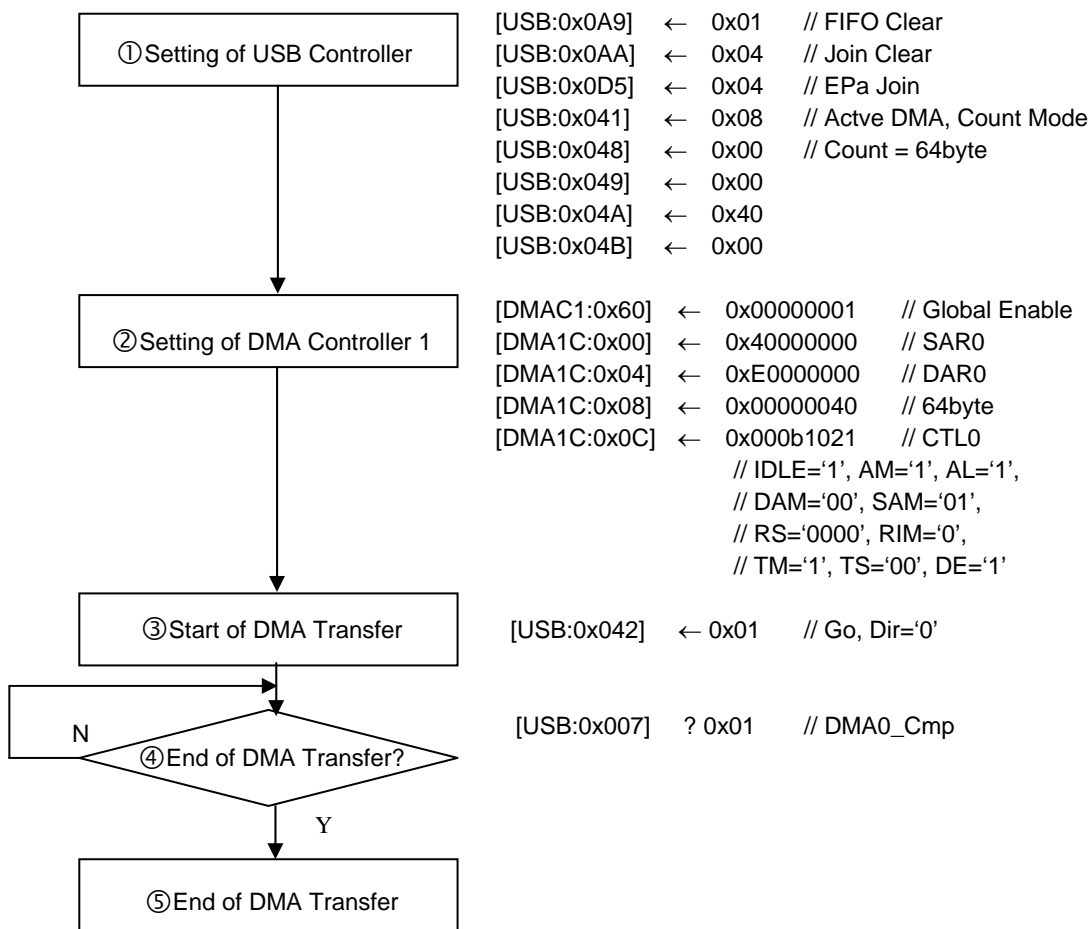 ①Setting of USB Controller
[USB:0x0A9] ← 0x01 // FIFO Clear
[USB:0x0AA] ← 0x04 // Join Clear
[USB:0x0D5] ← 0x04 // EPa Join
[USB:0x041] ← 0x08 // Actve DMA, Count Mode
[USB:0x048] ← 0x00 // Count = 64byte
[USB:0x049] ← 0x00
[USB:0x04A] ← 0x40
[USB:0x04B] ← 0x00
②Setting of DMA Controller 1
[DMAC1:0x60] ← 0x00000001 // Global Enable
[DMA1C:0x00] ← 0x40000000 // SAR0
[DMA1C:0x04] ← 0xE0000000 // DAR0
[DMA1C:0x08] ← 0x00000040 // 64byte
[DMA1C:0x0C] ← 0x000b1021 // CTL0
// IDLE=‘1’, AM=‘1’, AL=‘1’,
// DAM=‘00’, SAM=‘01’,
// RS=‘0000’, RIM=‘0’,
// TM=‘1’, TS=‘00’, DE=‘1’
③Start of DMA Transfer
[USB:0x042] ← 0x01 // Go, Dir=‘0’
N
④End of DMA Transfer?
[USB:0x007] ? 0x01 // DMA0_Cmp
Y
⑤End of DMA Transfer